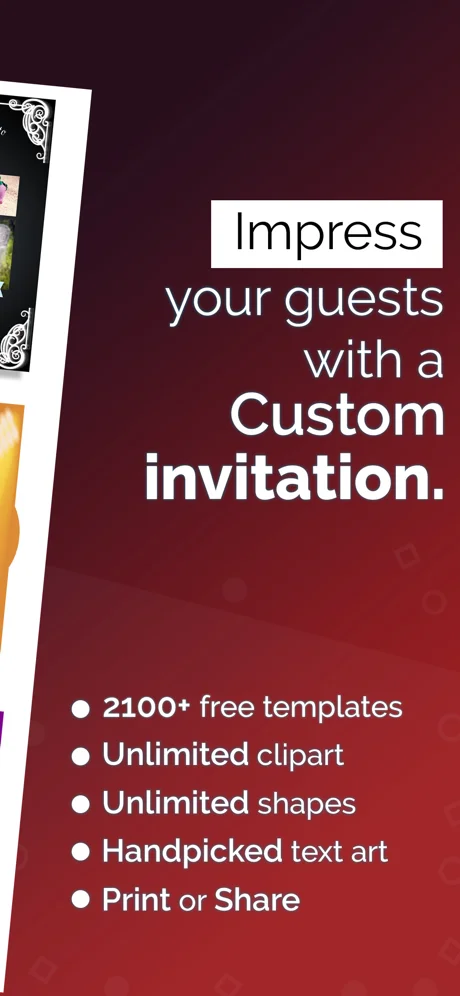 Impress
your guests
with a
Custom
invitation.
2100+ free templates
Unlimited clipart
Unlimited shapes
Handpicked text art
Print or Share